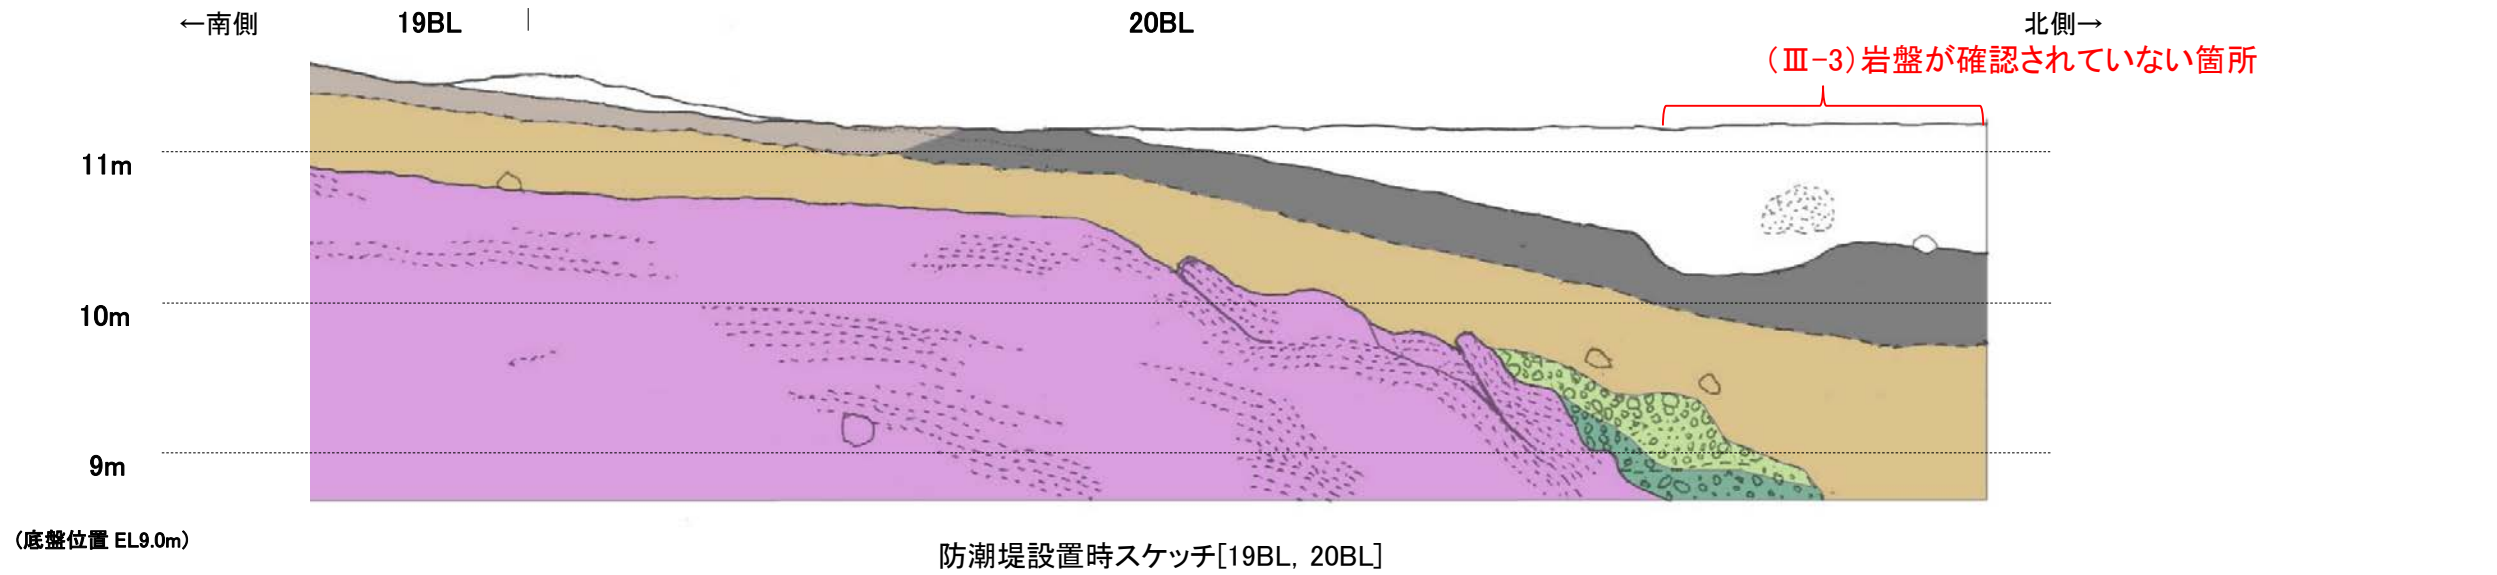 ←南側
19BL
20BL
北側→
(Ⅲ-3)岩盤が確認されていない箇所
11m
10m
9m
(底盤位置 EL9.0m)
防潮堤設置時スケッチ[19BL, 20BL]